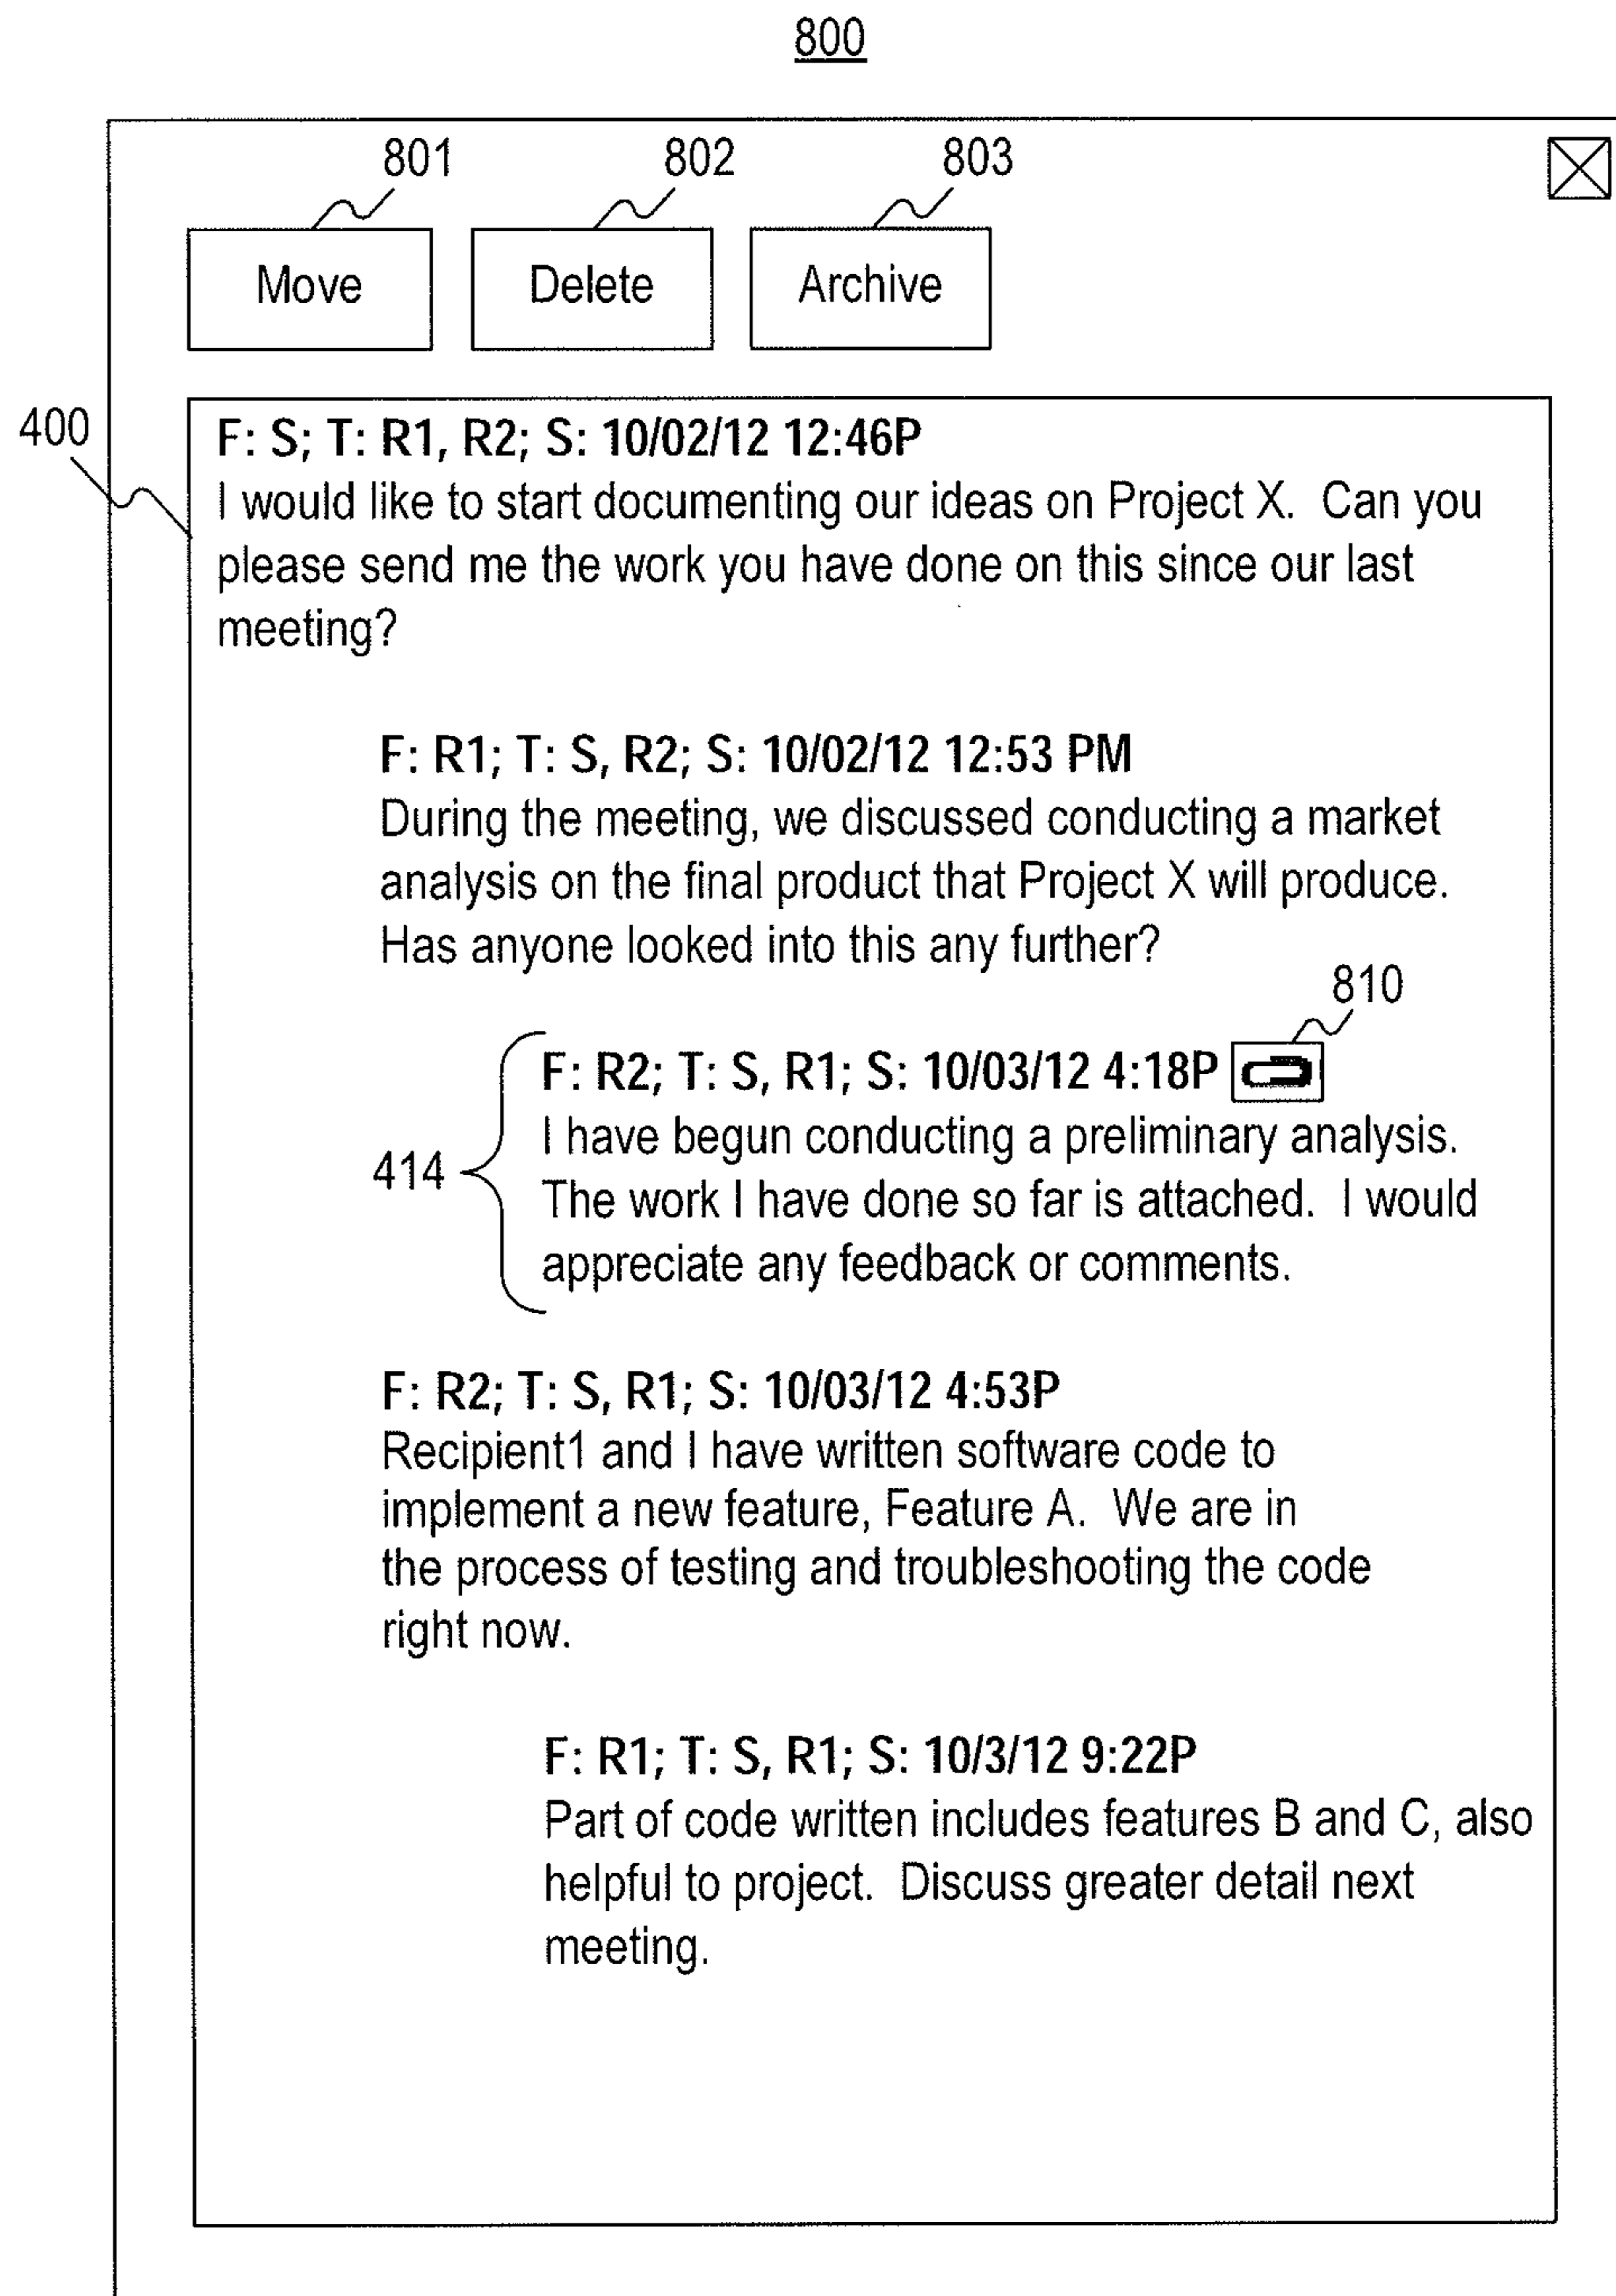 800
801 802 803
Move Delete Archive
400
F: S; T: R1, R2; S: 10/02/12 12:46P
I would like to start documenting our ideas on Project X. Can you
please send me the work you have done on this since our last
meeting?
F: R1; T: S, R2; S: 10/02/12 12:53 PM
During the meeting, we discussed conducting a market
analysis on the final product that Project X will produce.
Has anyone looked into this any further?
810
F: R2; T: S, R1; S: 10/03/12 4:18P
I have begun conducting a preliminary analysis.
414
The work I have done so far is attached. I would
appreciate any feedback or comments.
F: R2; T: S, R1; S: 10/03/12 4:53P
Recipient1 and I have written software code to
implement a new feature, Feature A. We are in
the process of testing and troubleshooting the code
right now.
F: R1; T: S, R1; S: 10/3/12 9:22P
Part of code written includes features B and C, also
helpful to project. Discuss greater detail next
meeting.